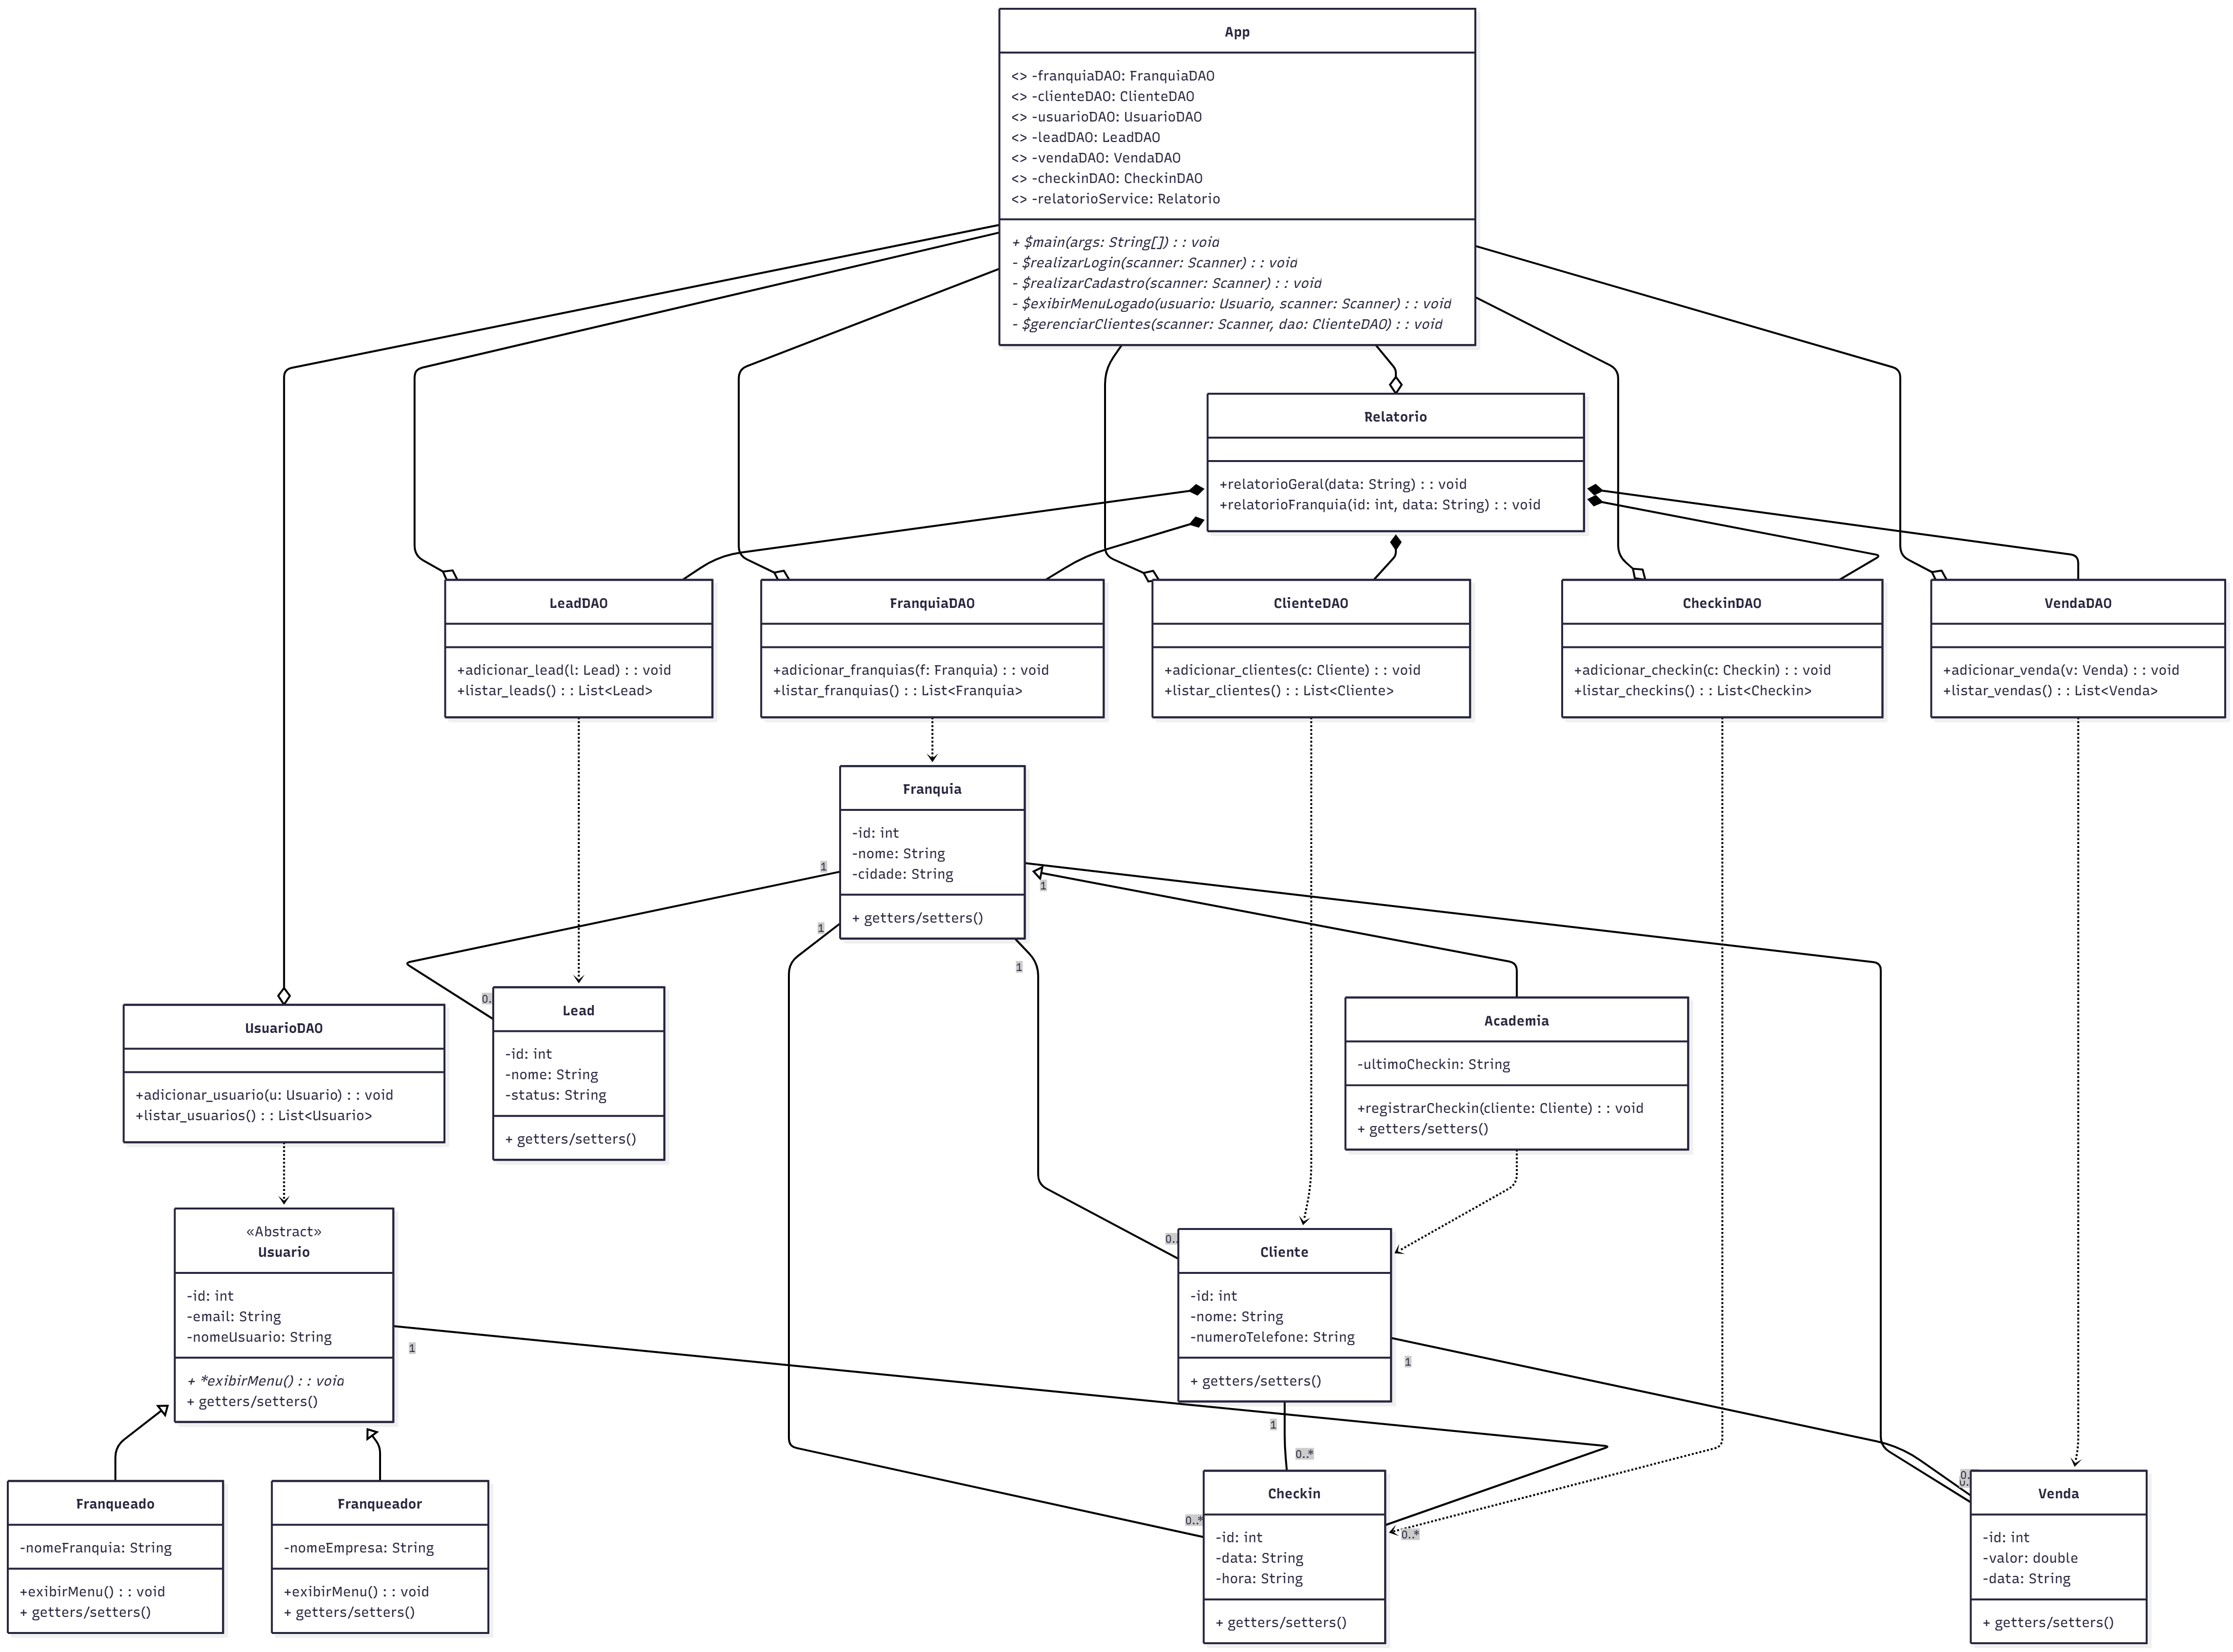 App
<> -franquiaDAO: FranquiaDAO
<> -clienteDAO: ClienteDAO
<> -usuarioDAO: UsuarioDAO
<> -leadDAO: LeadDAO
<> -vendaDAO: VendaDAO
<> -checkinDAO: CheckinDAO
<> -relatorioService: Relatorio
+ $main(args: String[]) : : void
- $realizarLogin(scanner: Scanner) : : void
- $realizarCadastro(scanner: Scanner) : : void
- $exibirMenuLogado(usuario: Usuario, scanner: Scanner) : : void
- $gerenciarClientes(scanner: Scanner, dao: ClienteDAO) : : void
Relatorio
+relatorioGeral(data: String) : : void
+relatorioFranquia(id: int, data: String) : : void
LeadDAO
+adicionar_lead(l: Lead) : : void
+listar_leads() : : List<Lead>
FranquiaDAO
+adicionar_franquias(f: Franquia) : : void
+listar_franquias() : : List<Franquia>
ClienteDAO
+adicionar_clientes(c: Cliente) : : void
+listar_clientes() : : List<Cliente>
CheckinDAO
+adicionar_checkin(c: Checkin) : : void
+listar_checkins() : : List<Checkin>
VendaDAO
+adicionar_venda(v: Venda) : : void
+listar_vendas() : : List<Venda>
Franquia
-id: int
-nome: String
-cidade: String
+ getters/setters()
1
1
1
1
0.
UsuarioDAO
+adicionar_usuario(u: Usuario) : : void
+listar_usuarios() : : List<Usuario>
Lead
-id: int
-nome: String
-status: String
+ getters/setters()
Academia
-ultimoCheckin: String
+registrarCheckin(cliente: Cliente) : : void
+ getters/setters()
«Abstract»
Usuario
-id: int
-email: String
-nomeUsuario: String
+ *exibirMenu() : : void
+ getters/setters()
1
0..
Cliente
-id: int
-nome: String
-numeroTelefone: String
+ getters/setters()
1
1
0..*
Franqueado
-nomeFranquia: String
+exibirMenu() : : void
+ getters/setters()
Franqueador
-nomeEmpresa: String
+exibirMenu() : : void
+ getters/setters()
0..*
Checkin
-id: int
-data: String
-hora: String
+ getters/setters()
0..*
0.
0.
Venda
-id: int
-valor: double
-data: String
+ getters/setters()